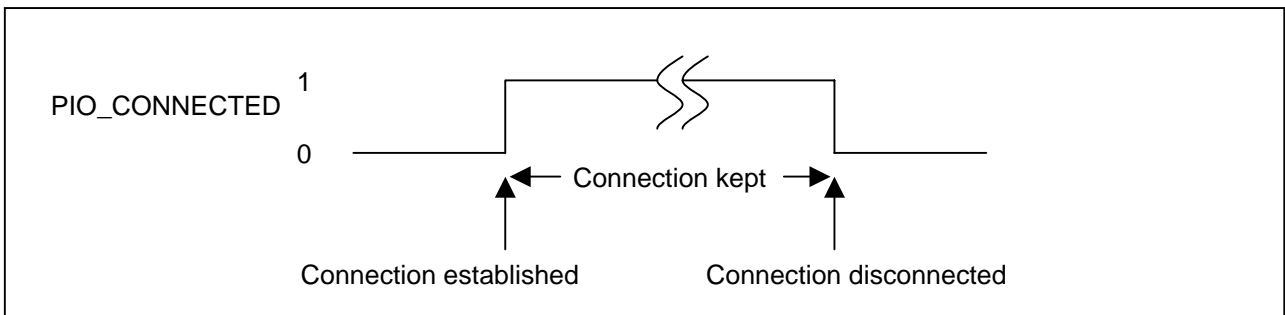 1
PIO_CONNECTED
0
Connection kept
Connection established
Connection disconnected